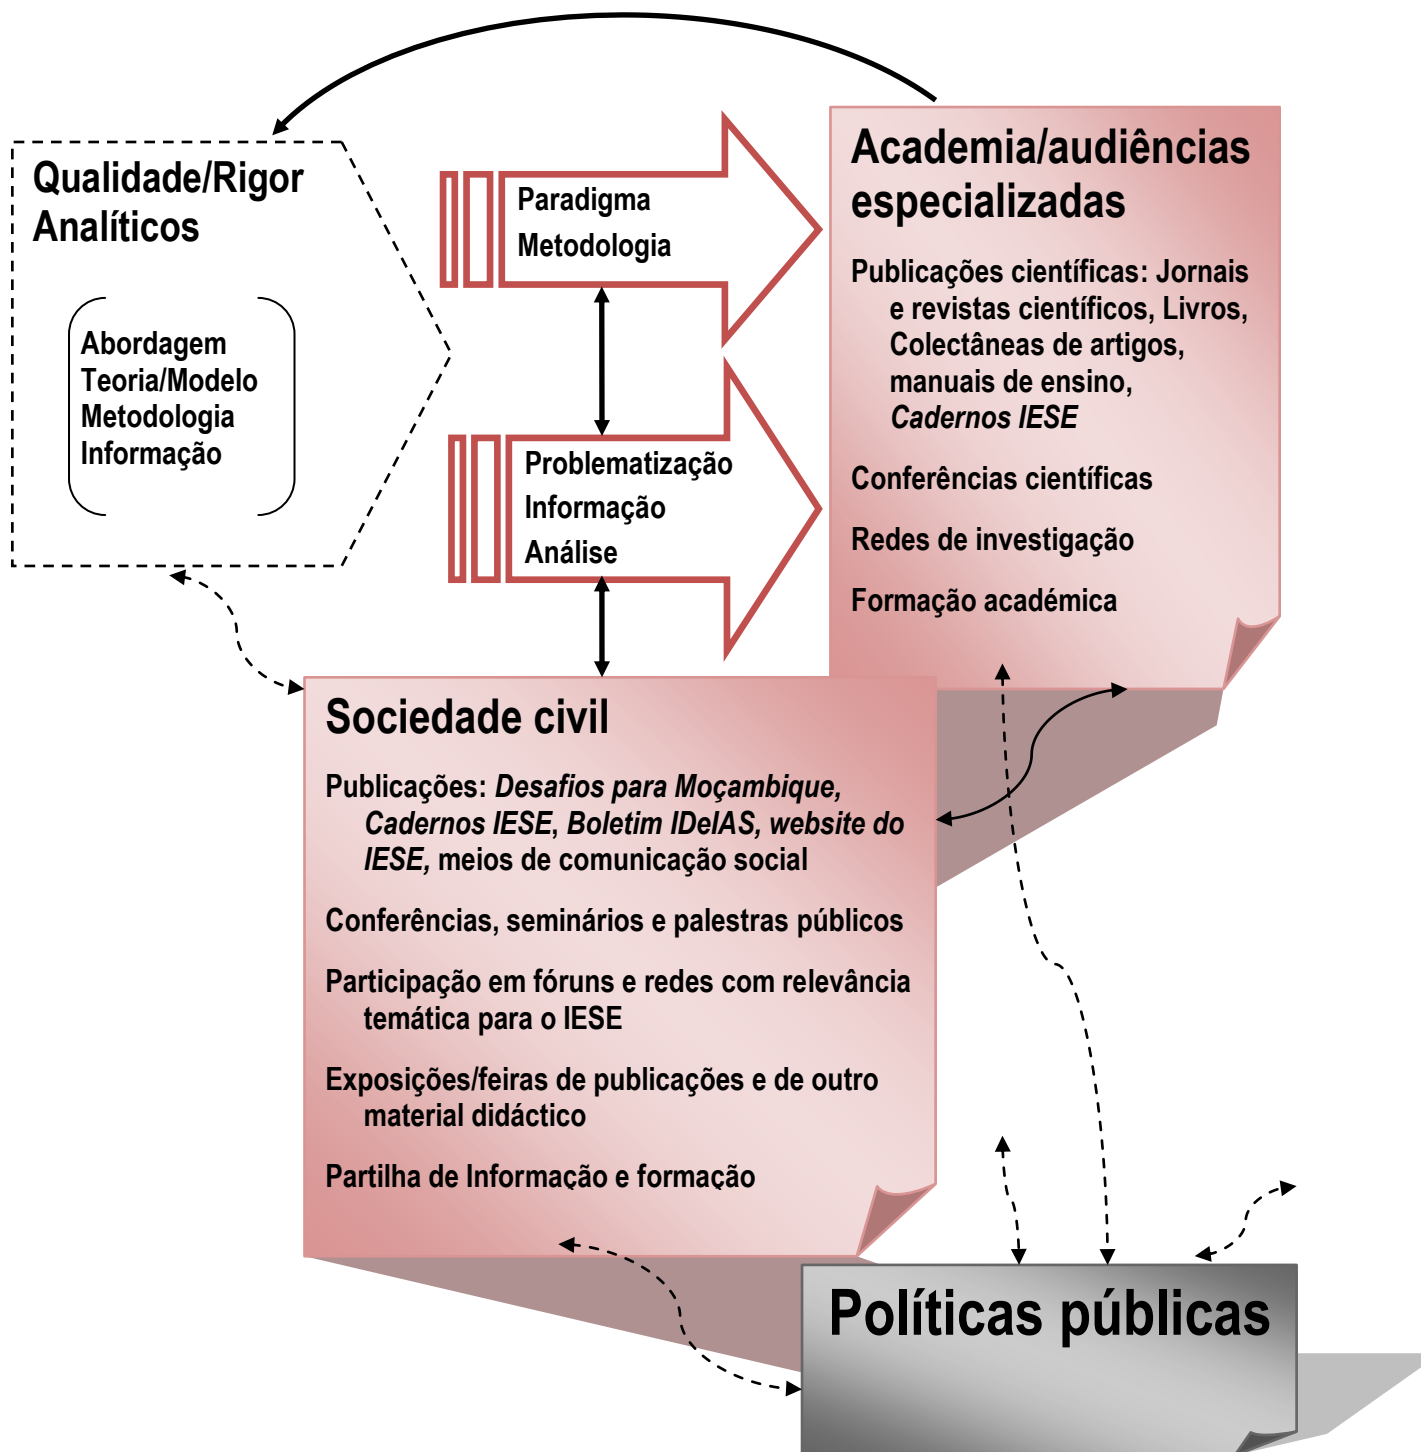 Qualidade/Rigor
Analíticos
Abordagem
Teoria/Modelo
Metodologia
Informação
Paradigma
Metodologia
Problematização
Informação
Análise
Academia/audiências
especializadas
Publicações científicas: Jornais
e revistas científicos, Livros,
Colectâneas de artigos,
manuais de ensino,
Cadernos IESE
Conferências científicas
Redes de investigação
Formação académica
Sociedade civil
Publicações: Desafios para Moçambique,
Cadernos IESE, Boletim IDeIAS, website do
IESE, meios de comunicação social
Conferências, seminários e palestras públicos
Participação em fóruns e redes com relevância
temática para o IESE
Exposições/feiras de publicações e de outro
material didáctico
Partilha de Informação e formação
Políticas públicas